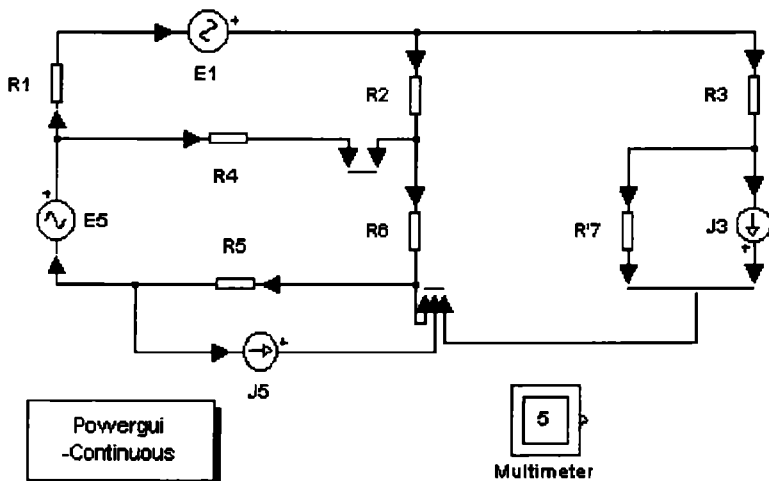 +
E1
R1
R2
R3
R4
+
E5
R5
R6
R'7
J3
+
+
J5
Powergui
-Continuous
5
Multimeter